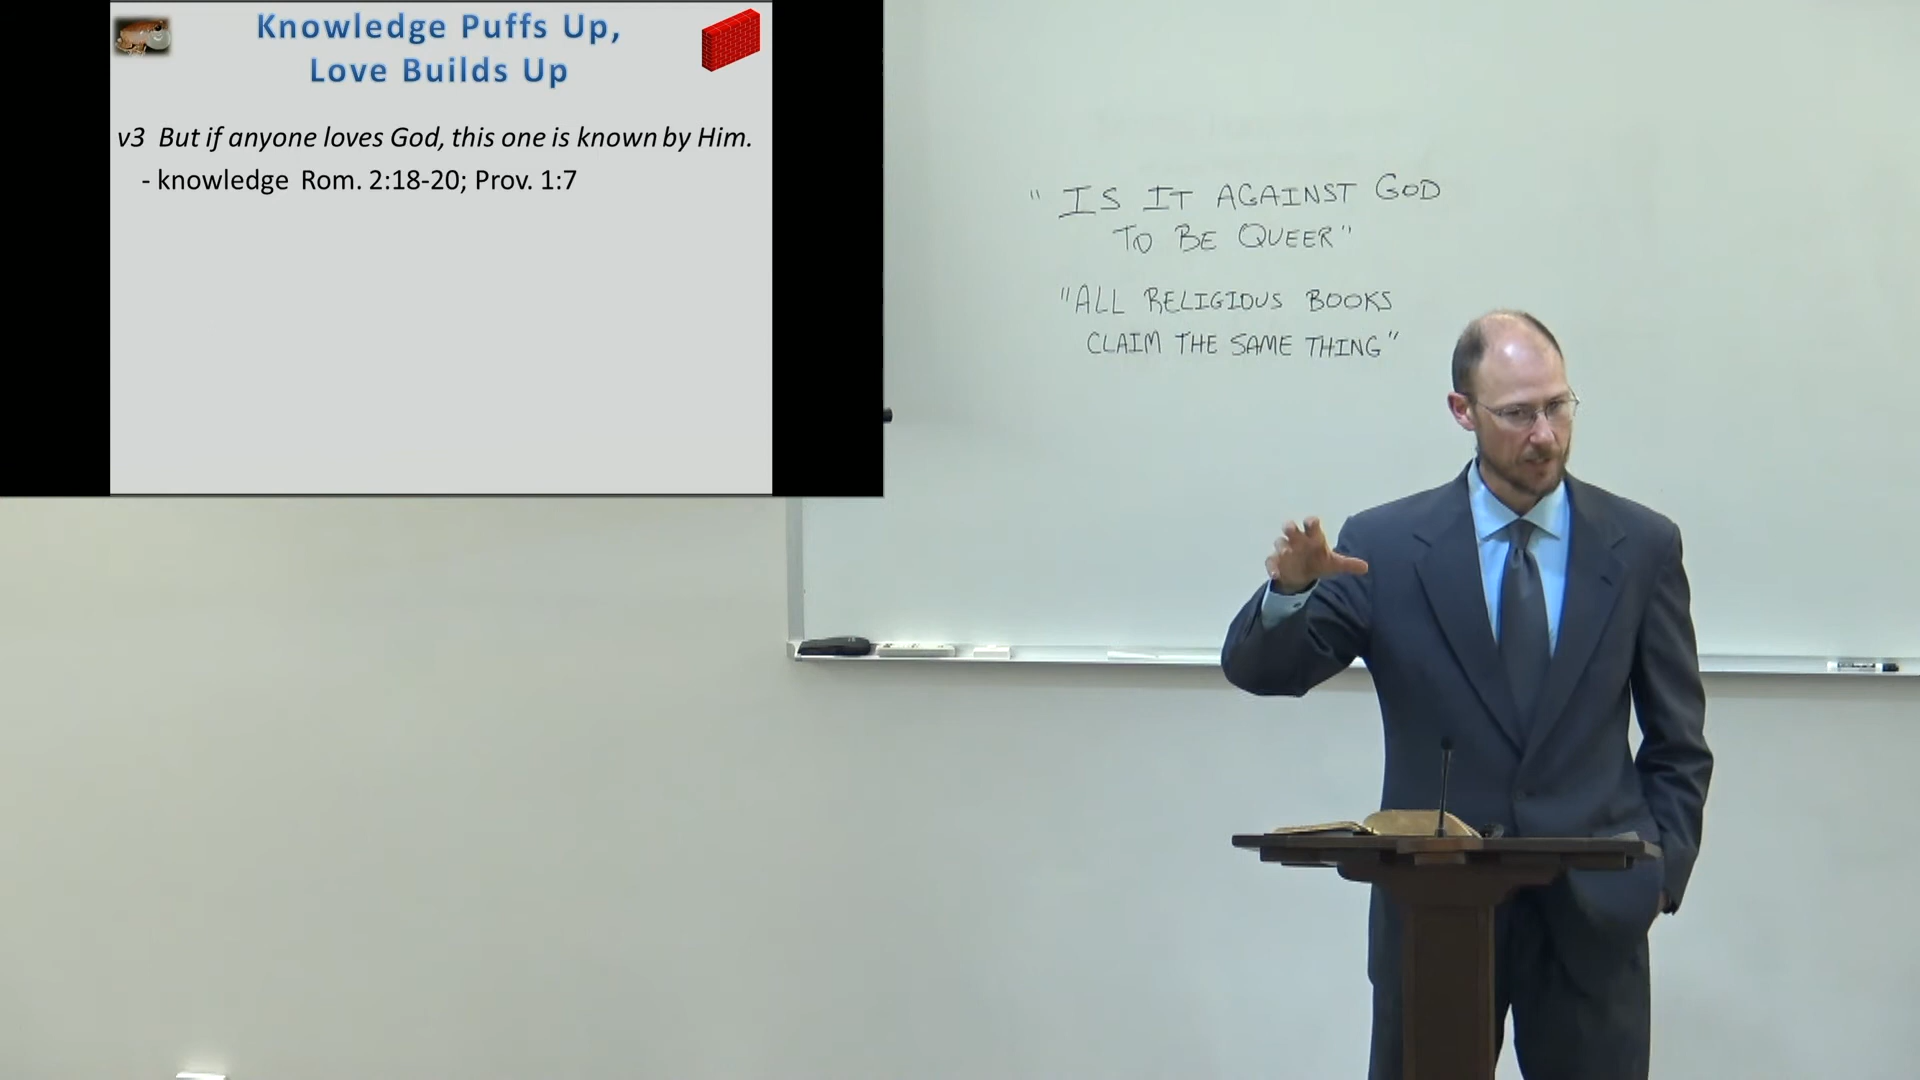 Knowledge Puffs Up,
Love Builds Up
v3 But if anyone loves God, this one is known by Him.
- knowledge Rom. 2:18-20; Prov. 1:7
" IS IT AGAINST GOD
TO BE QUEER"
"ALL RELIGIOUS BOOKS
CLAIM THE SAME THING"